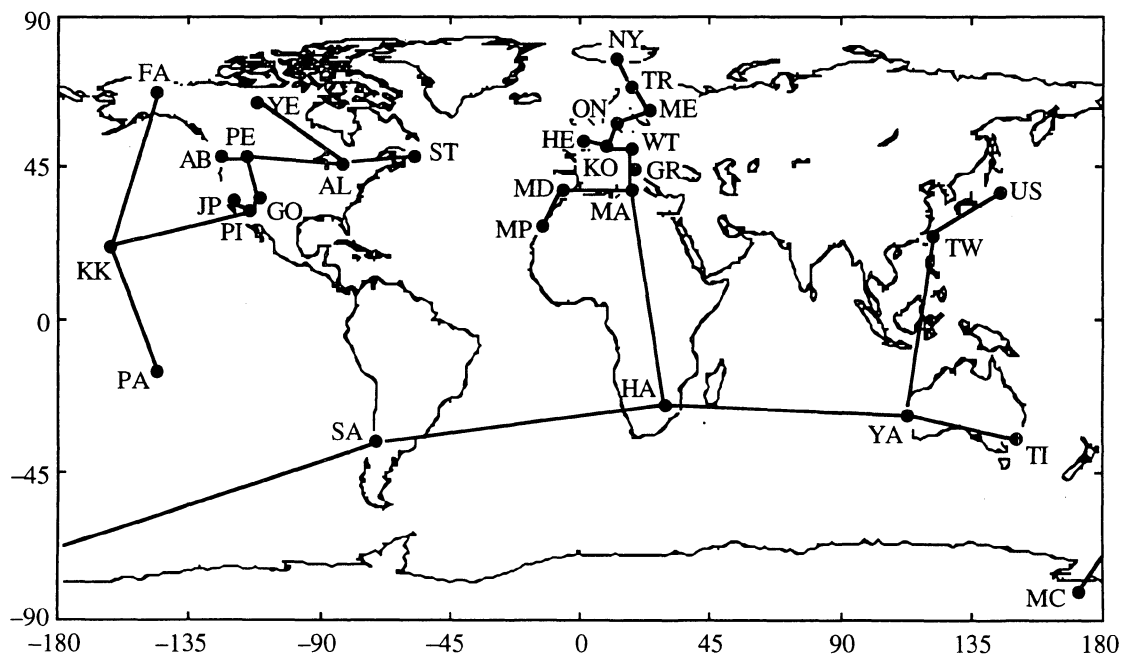 90
NY
FA
TR
YE
ON
ME
PE
HE
WT
AB
ST
45
KO
GR
AL
MD
US
JP
GO
MA
PI
MP
TW
KK
0
PA
HA
SA
YA
TI
-45
MC
-90
-180
-135
-90
-45
0
45
90
135
180